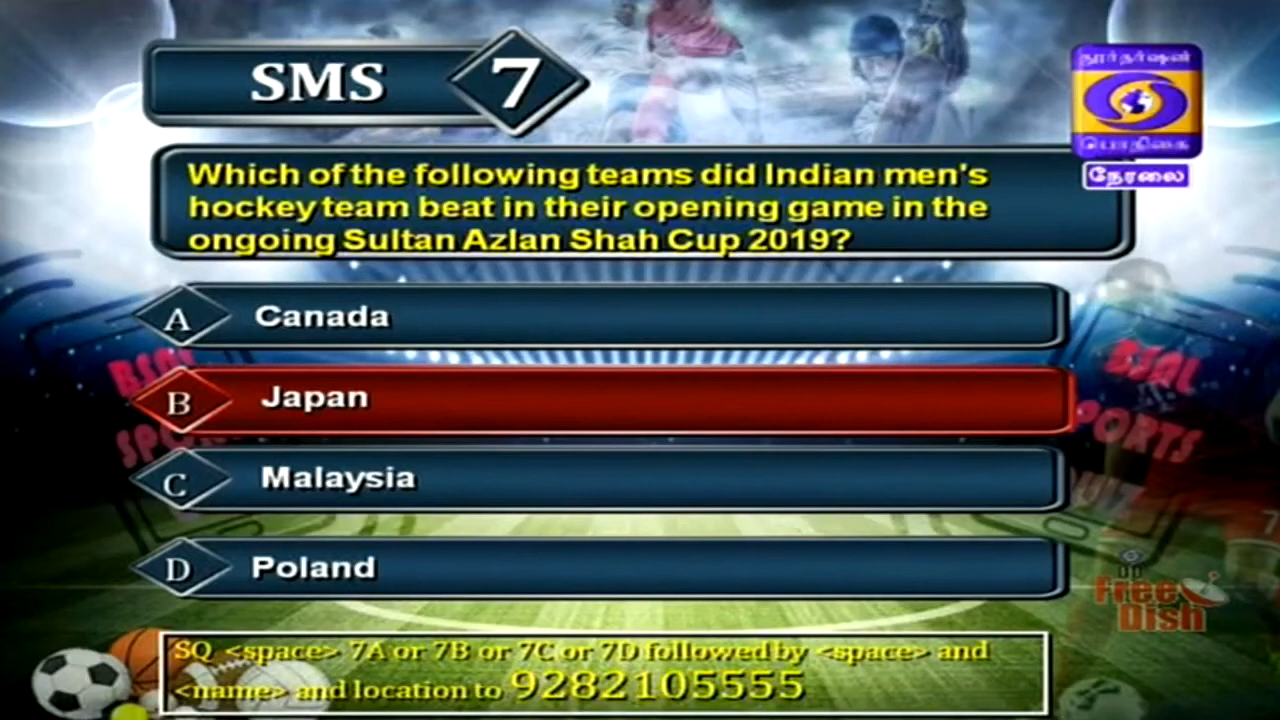 SMS 7
தூர்தர்ஷன்
பொதிகை
நேரலை
Which of the following teams did Indian men's
hockey team beat in their opening game in the
ongoing Sultan Azlan Shah Cup 2019?
A Canada
B Japan
C Malaysia
D Poland
DD
Free
Dish
SQ <space> 7A or 7B or 7C or 7D followed by <space> and
<name> and location to 9282105555